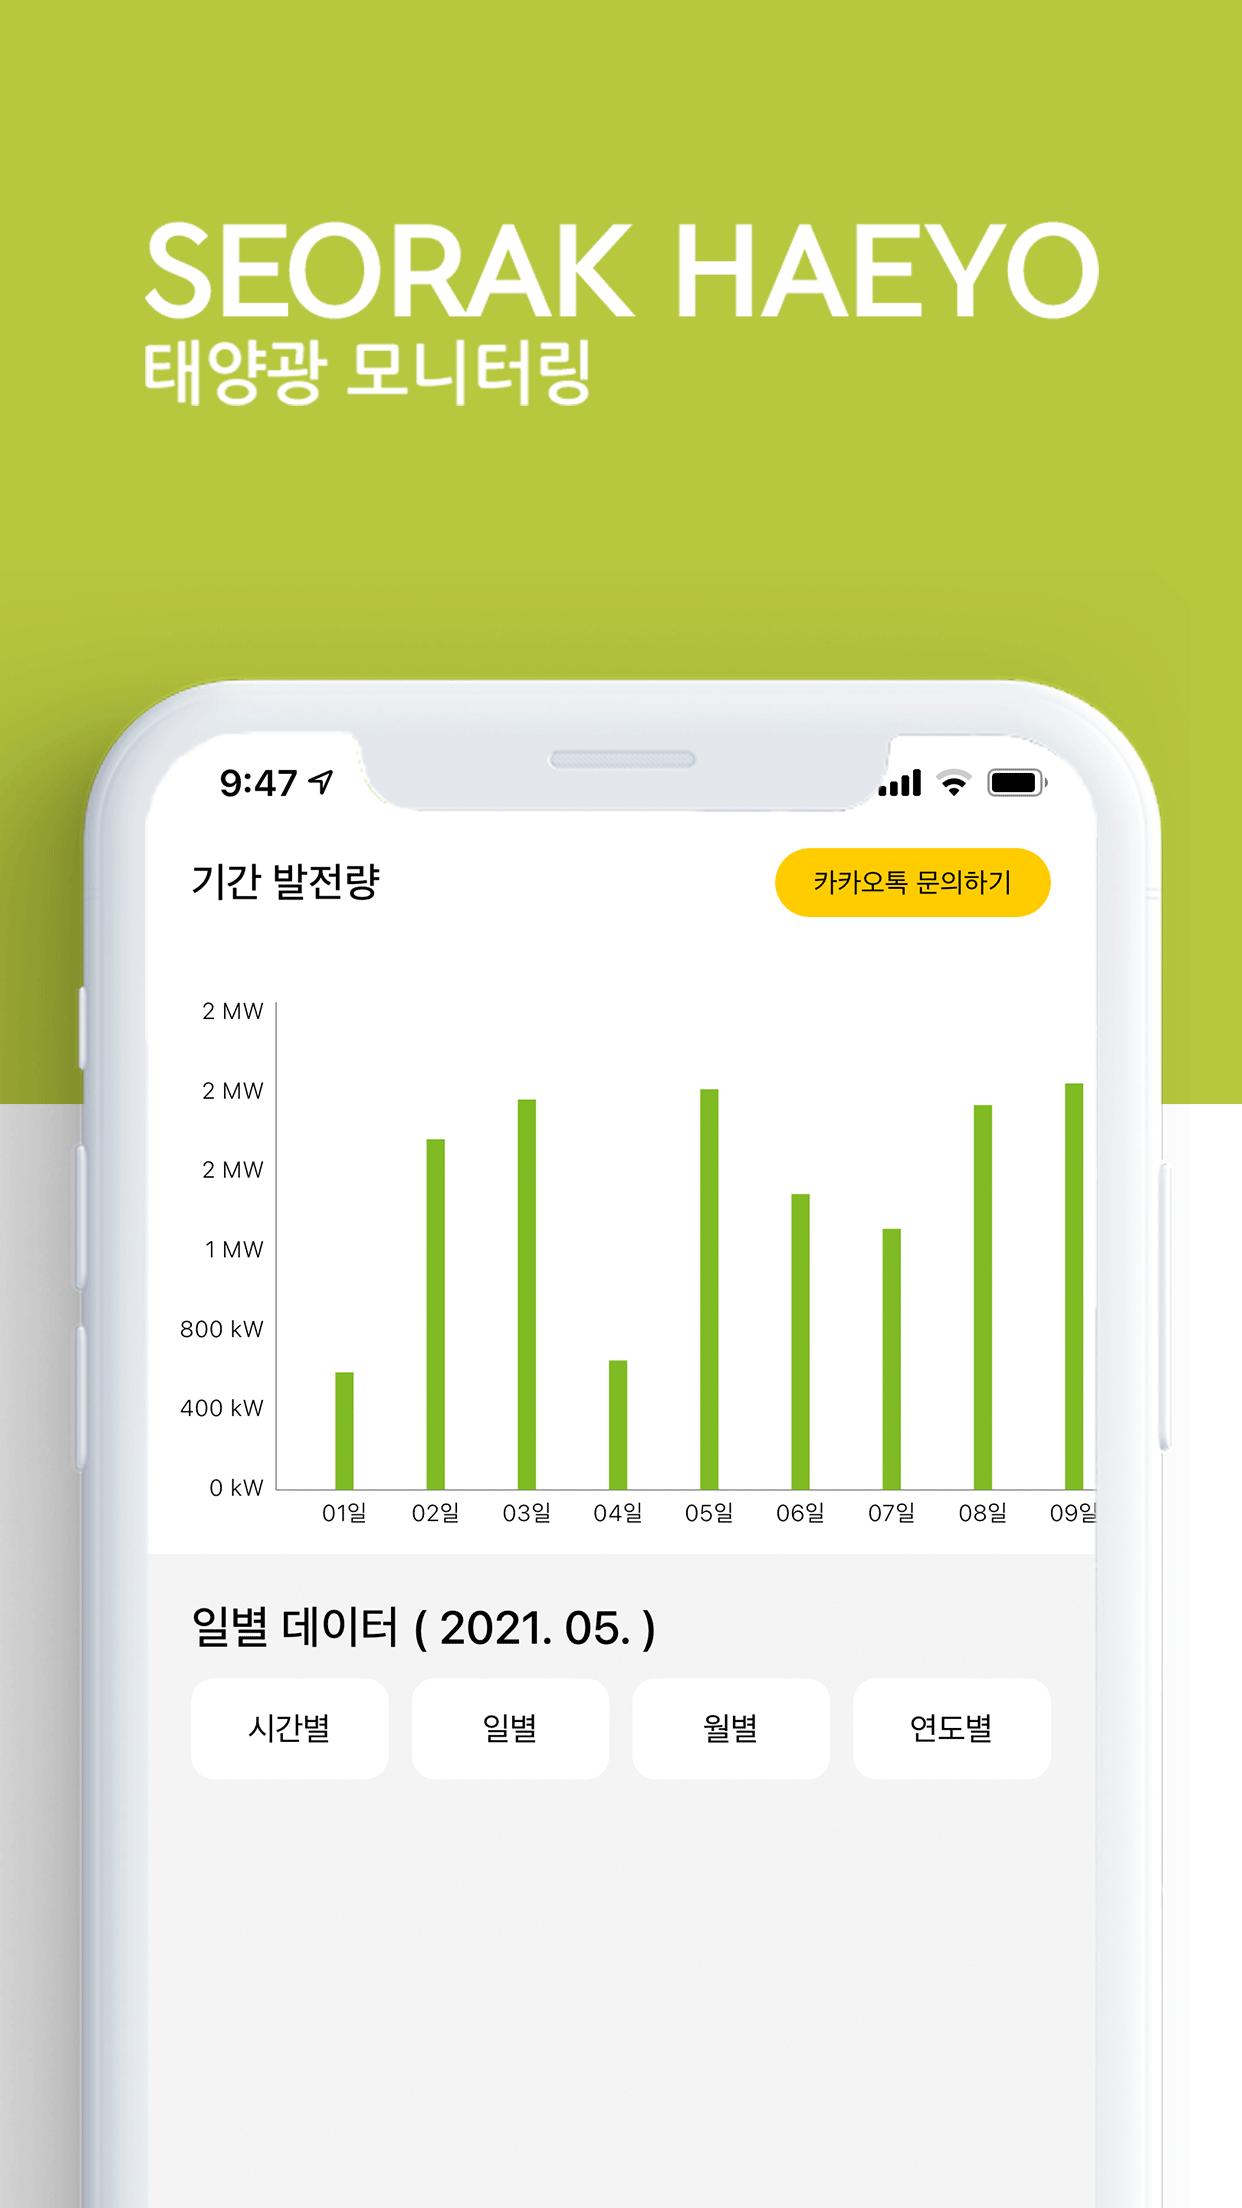 SEORAK HAEYO
태양광 모니터링
9:47
기간 발전량
카카오톡 문의하기
2 MW
2 MW
2 MW
1 MW
800 kW
400 kW
0 kW
01일 02일 03일 04일 05일 06일 07일 08일 09일
일별 데이터 ( 2021. 05. )
시간별 일별 월별 연도별